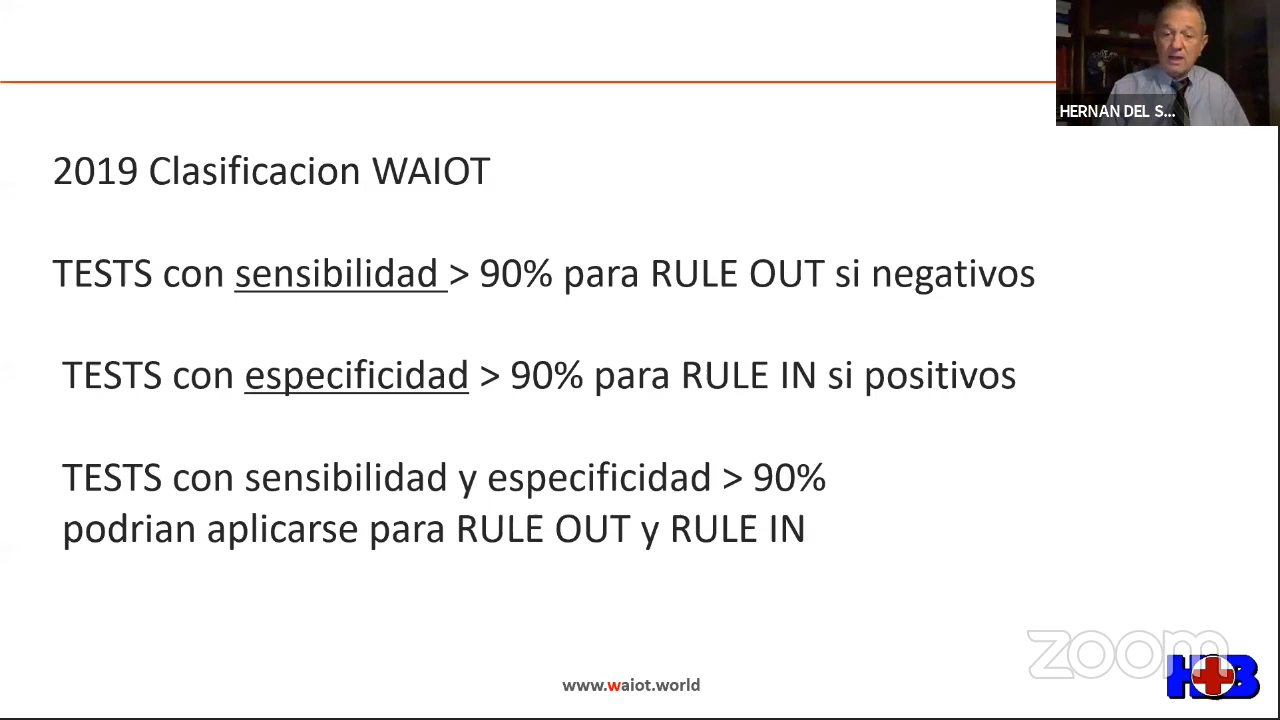 HERNAN DEL S...
2019 Clasificacion WAIOT
TESTS con sensibilidad > 90% para RULE OUT si negativos
TESTS con especificidad > 90% para RULE IN si positivos
TESTS con sensibilidad y especificidad > 90%
podrian aplicarse para RULE OUT y RULE IN
zoom
www.waiot.world
HB